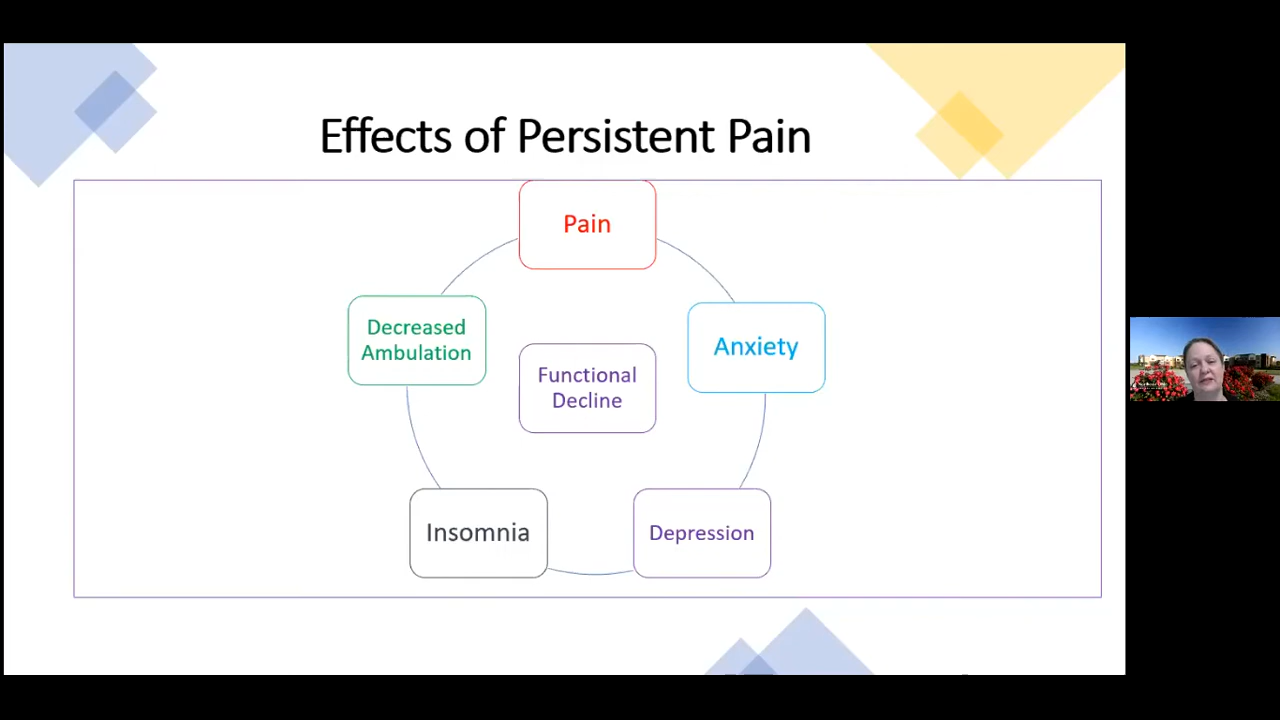 Effects of Persistent Pain
Pain
Anxiety
Depression
Insomnia
Decreased
Ambulation
Functional
Decline